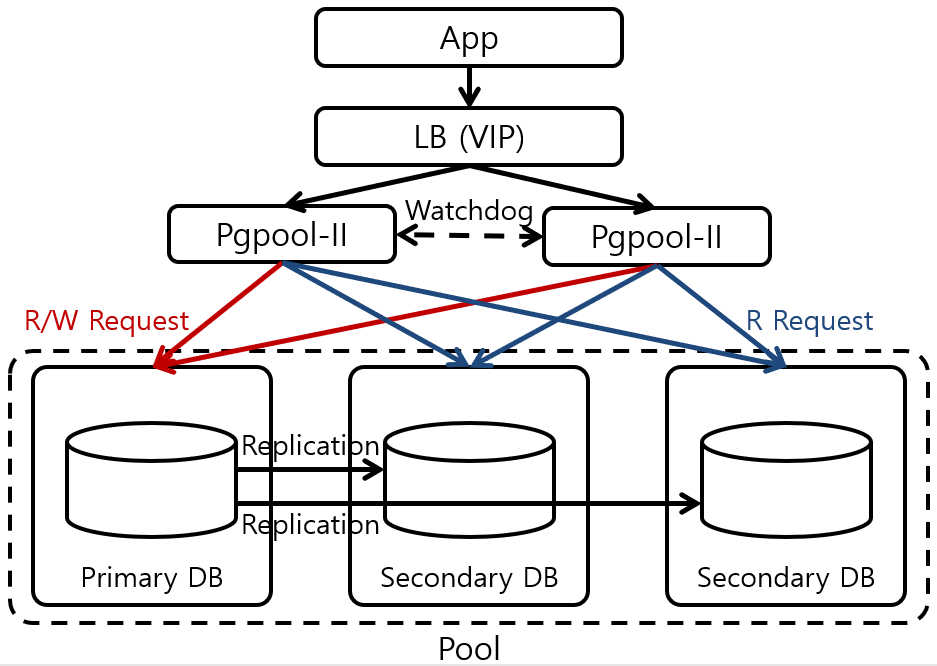 App
LB (VIP)
Watchdog
Pgpool-II
Pgpool-II
R/W Request
R Request
Replication
Replication
Primary DB
Secondary DB
Secondary DB
Pool